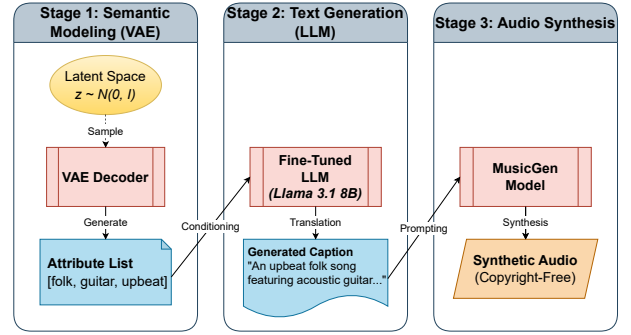 Stage 1: Semantic
Modeling (VAE)
Latent Space
z ~ N(0, I)
Sample
VAE Decoder
Generate
Attribute List
[folk, guitar, upbeat]
Conditioning
Stage 2: Text Generation
(LLM)
Fine-Tuned
LLM
(Llama 3.1 8B)
Translation
Generated Caption
"An upbeat folk song
featuring acoustic guitar..."
Prompting
Stage 3: Audio Synthesis
MusicGen
Model
Synthesis
Synthetic Audio
(Copyright-Free)